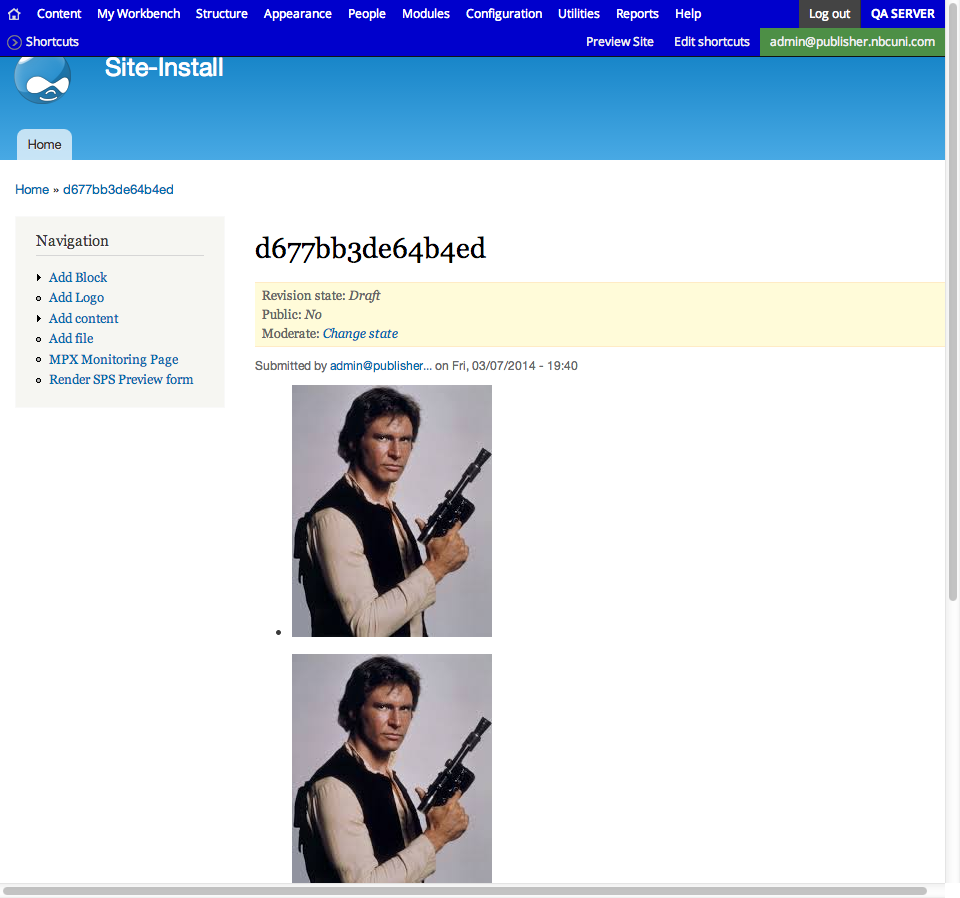 Content My Workbench Structure Appearance People Modules Configuration Utilities Reports Help Log out QA SERVER
Shortcuts Preview Site Edit shortcuts admin@publisher.nbcuni.com
Site-Install
Home
Home » d677bb3de64b4ed
Navigation
Add Block
Add Logo
Add content
Add file
MPX Monitoring Page
Render SPS Preview form
d677bb3de64b4ed
Revision state: Draft
Public: No
Moderate: Change state
Submitted by admin@publisher... on Fri, 03/07/2014 - 19:40